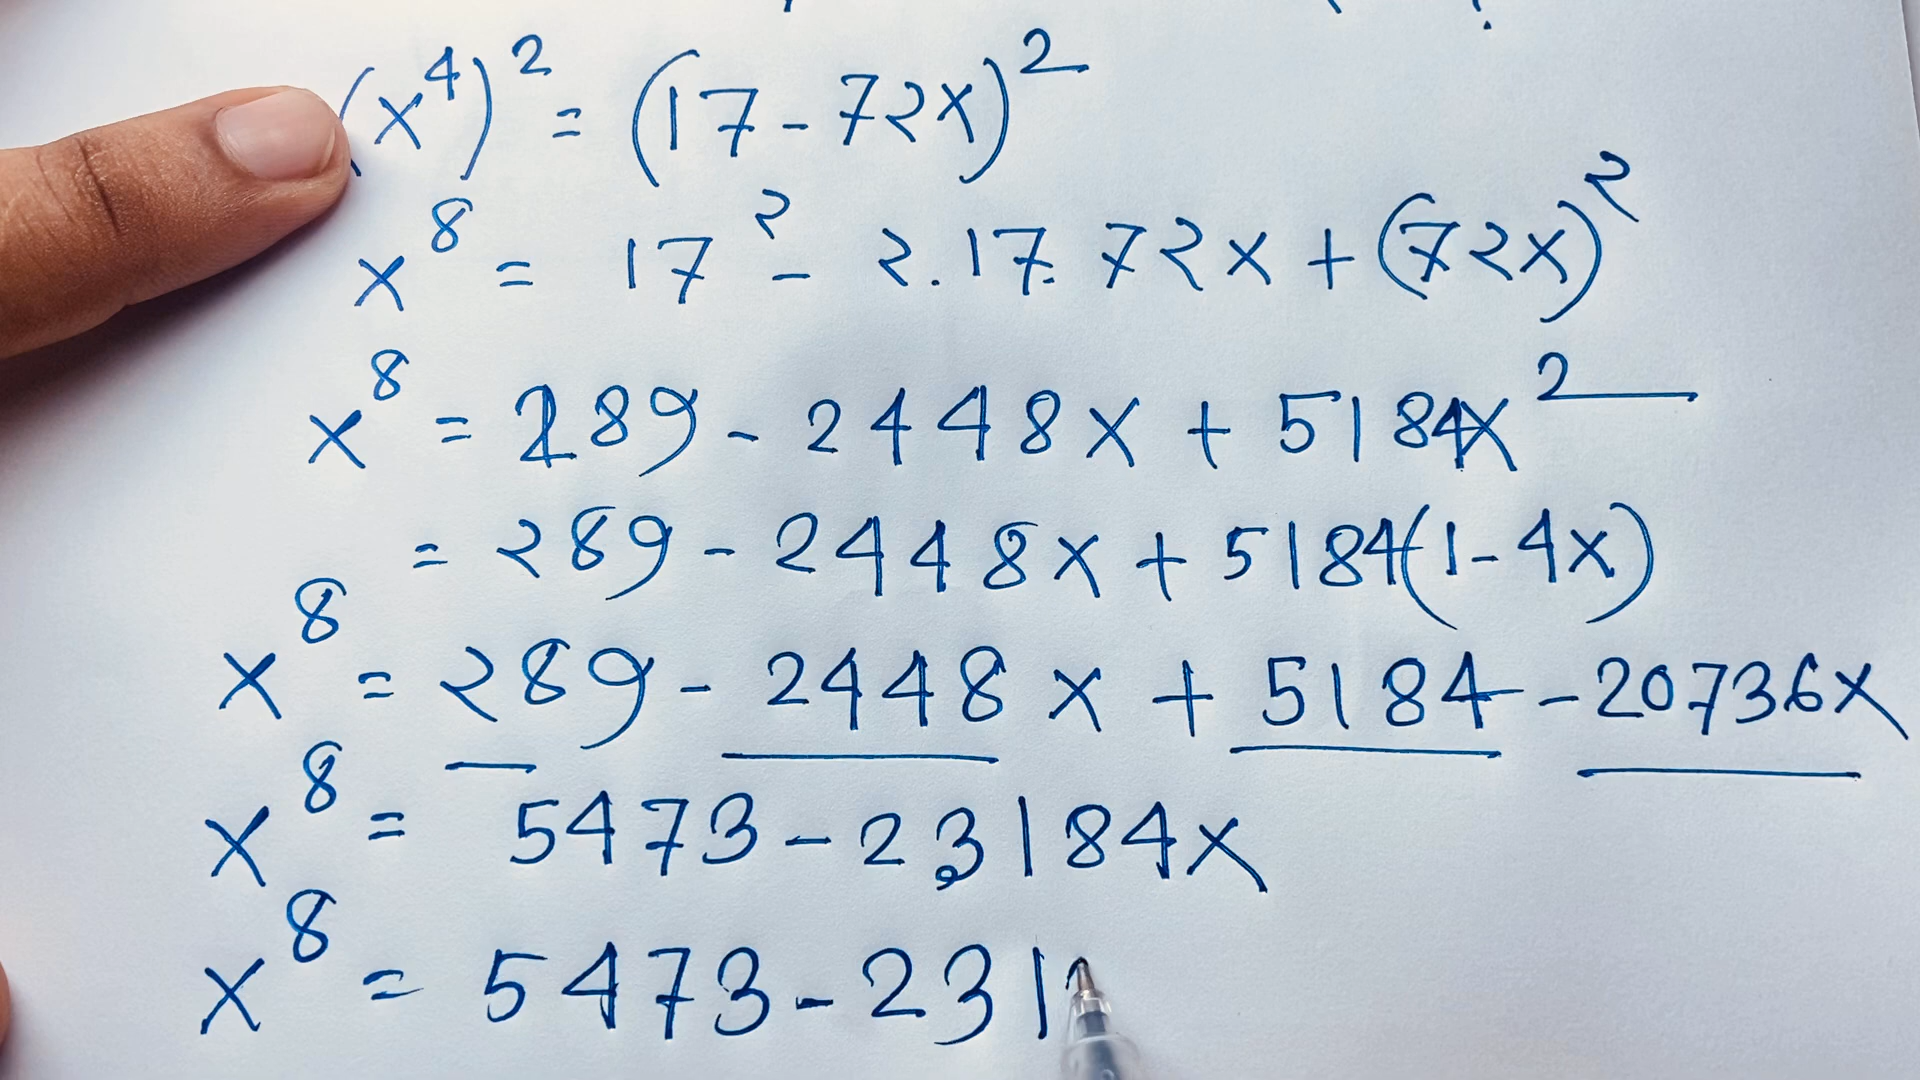 (x⁴)² = (17 - 72x)²
x⁸ = 17² - 2.17.72x + (72x)²
x⁸ = 289 - 2448x + 5184x²
= 289 - 2448x + 5184(1 - 4x)
x⁸ = 289 - 2448x + 5184 - 20736x
x⁸ = 5473 - 23184x
x⁸ = 5473 - 231